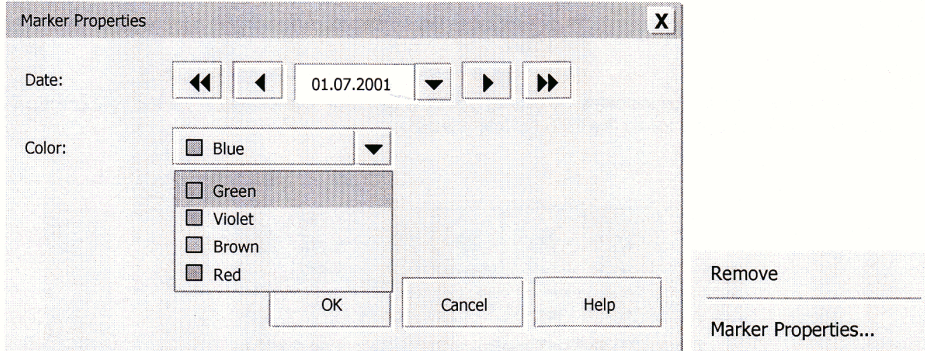 Marker Properties
X
Date:
01.07.2001
Color:
Blue
Green
Violet
Brown
Red
OK
Cancel
Help
Remove
Marker Properties...